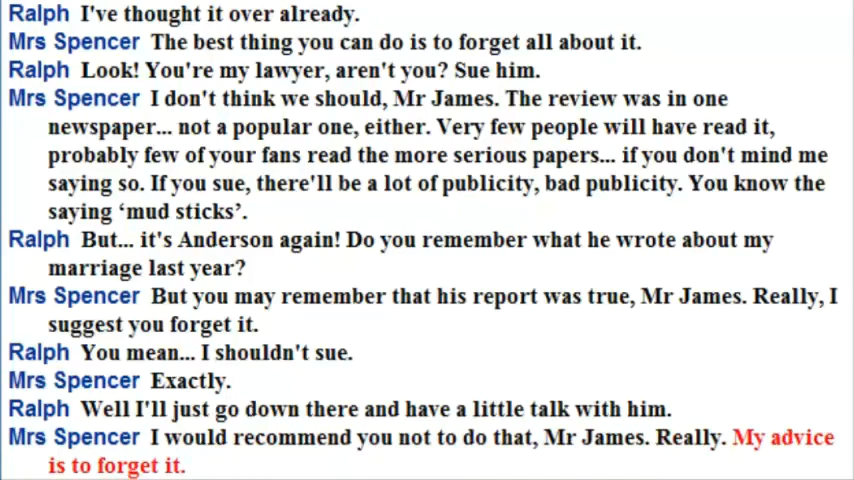 Ralph I've thought it over already.
Mrs Spencer The best thing you can do is to forget all about it.
Ralph Look! You're my lawyer, aren't you? Sue him.
Mrs Spencer I don't think we should, Mr James. The review was in one
newspaper... not a popular one, either. Very few people will have read it,
probably few of your fans read the more serious papers... if you don't mind me
saying so. If you sue, there'll be a lot of publicity, bad publicity. You know the
saying ‘mud sticks’.
Ralph But... it's Anderson again! Do you remember what he wrote about my
marriage last year?
Mrs Spencer But you may remember that his report was true, Mr James. Really, I
suggest you forget it.
Ralph You mean... I shouldn't sue.
Mrs Spencer Exactly.
Ralph Well I'll just go down there and have a little talk with him.
Mrs Spencer I would recommend you not to do that, Mr James. Really. My advice
is to forget it.